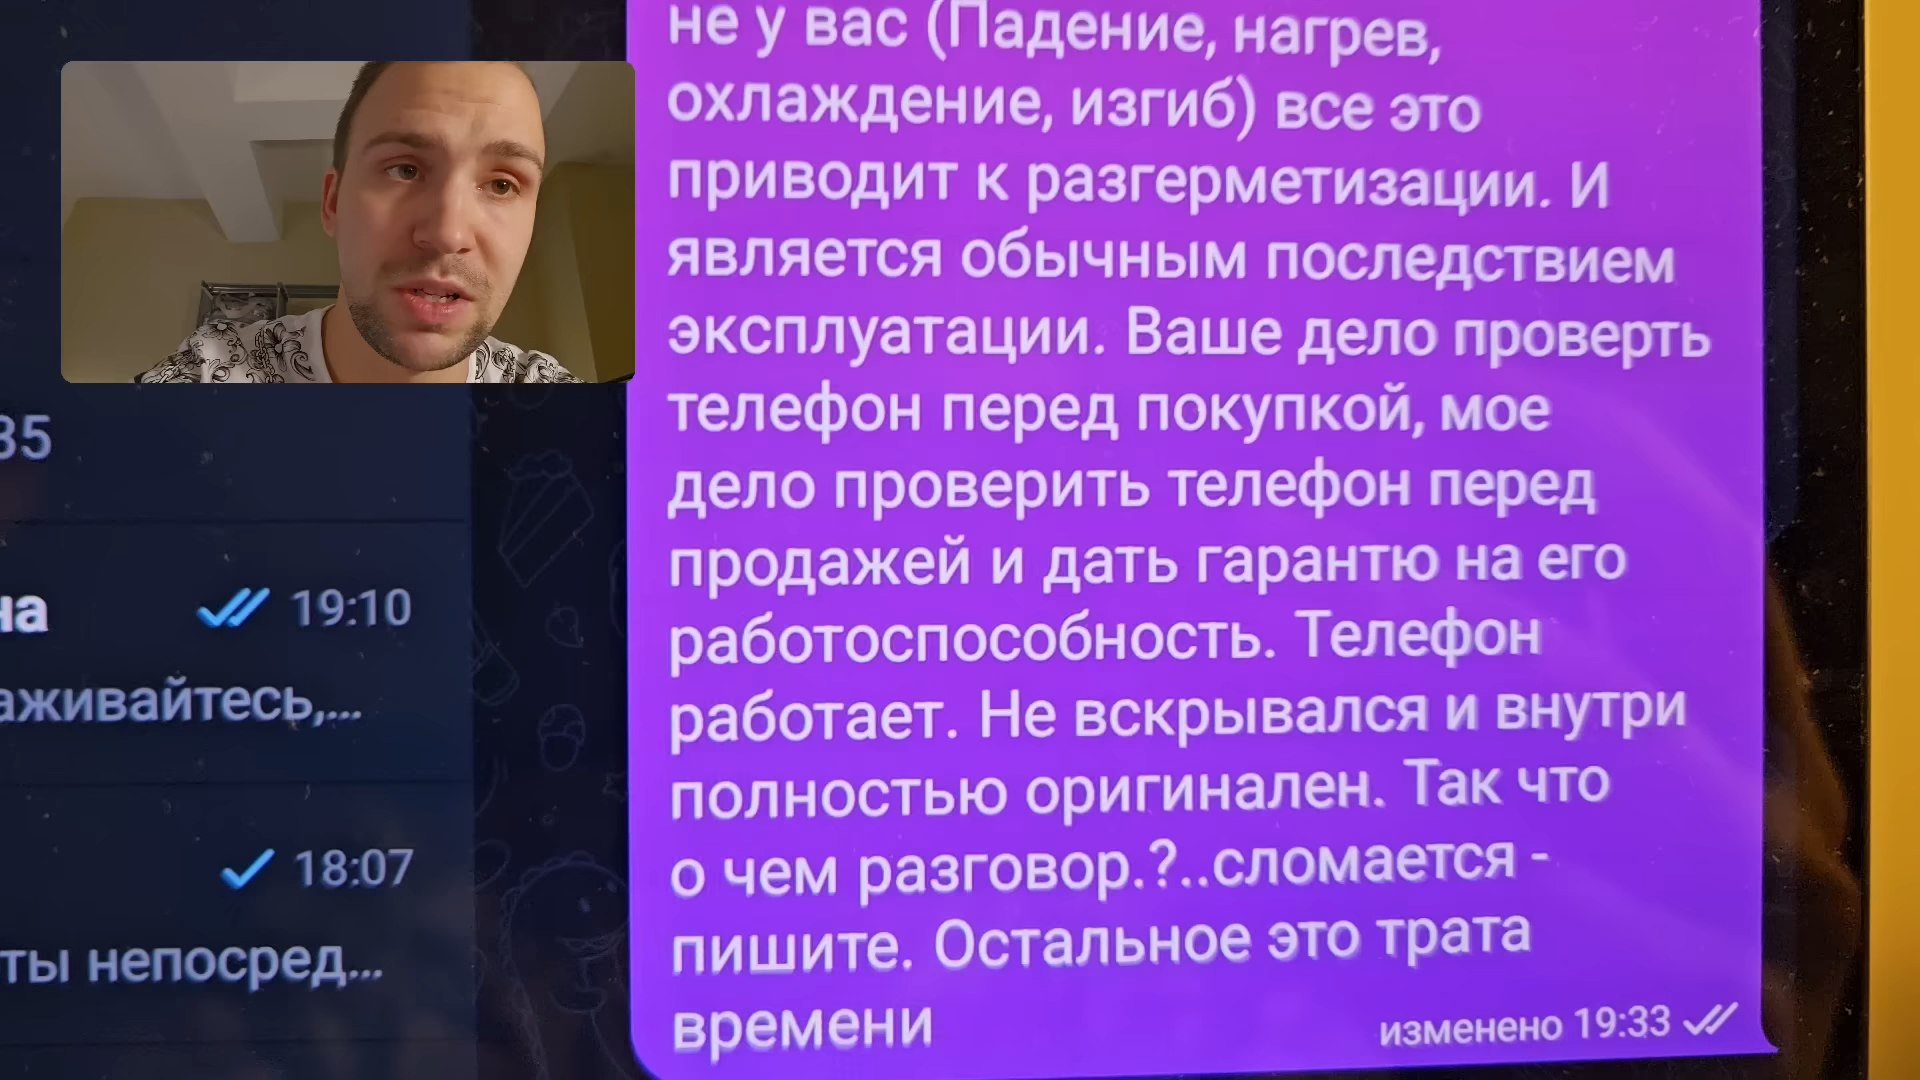 не у вас (Падение, нагрев,
охлаждение, изгиб) все это
приводит к разгерметизации. И
является обычным последствием
эксплуатации. Ваше дело проверть
телефон перед покупкой, мое
дело проверить телефон перед
продажей и дать гарантю на его
работоспособность. Телефон
работает. Не вскрывался и внутри
полностью оригинален. Так что
о чем разговор.?..сломается -
пишите. Остальное это трата
времени
изменено 19:33
35
на 19:10
аживайтесь,...
18:07
ты непосред...